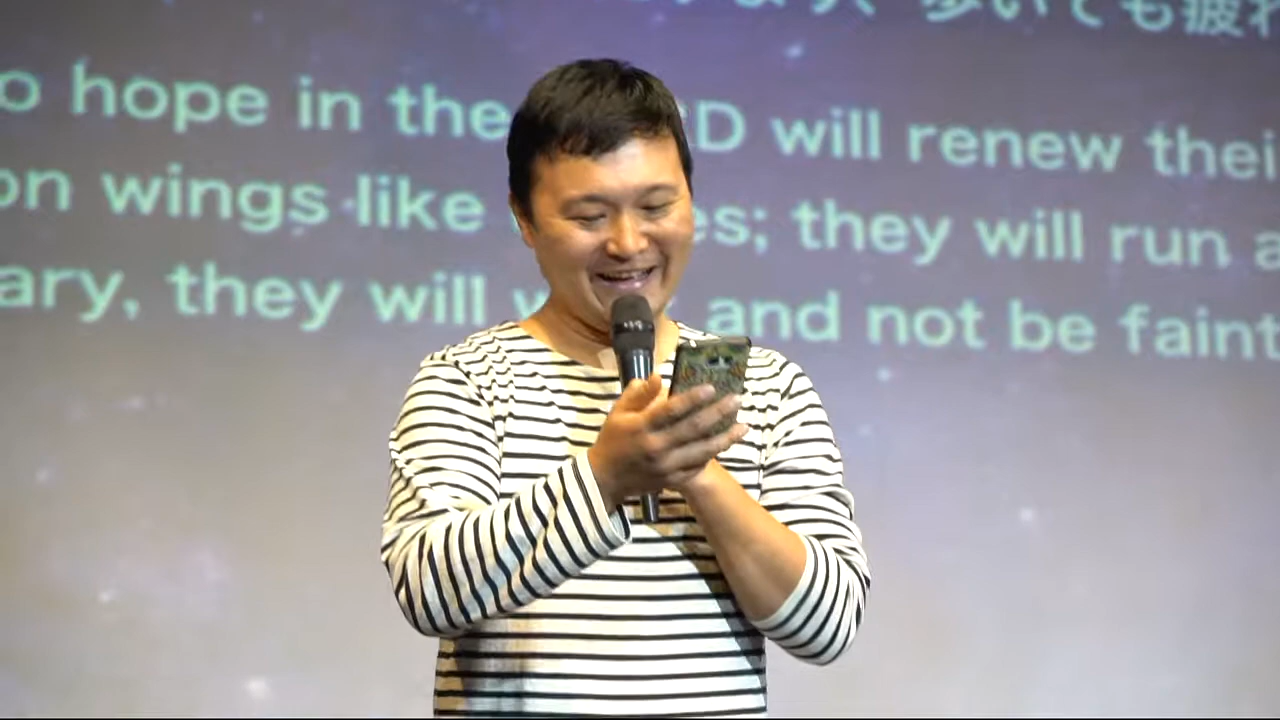 歩いても疲れ
o hope in the D will renew thei
on wings like es; they will run a
ary, they will and not be faint